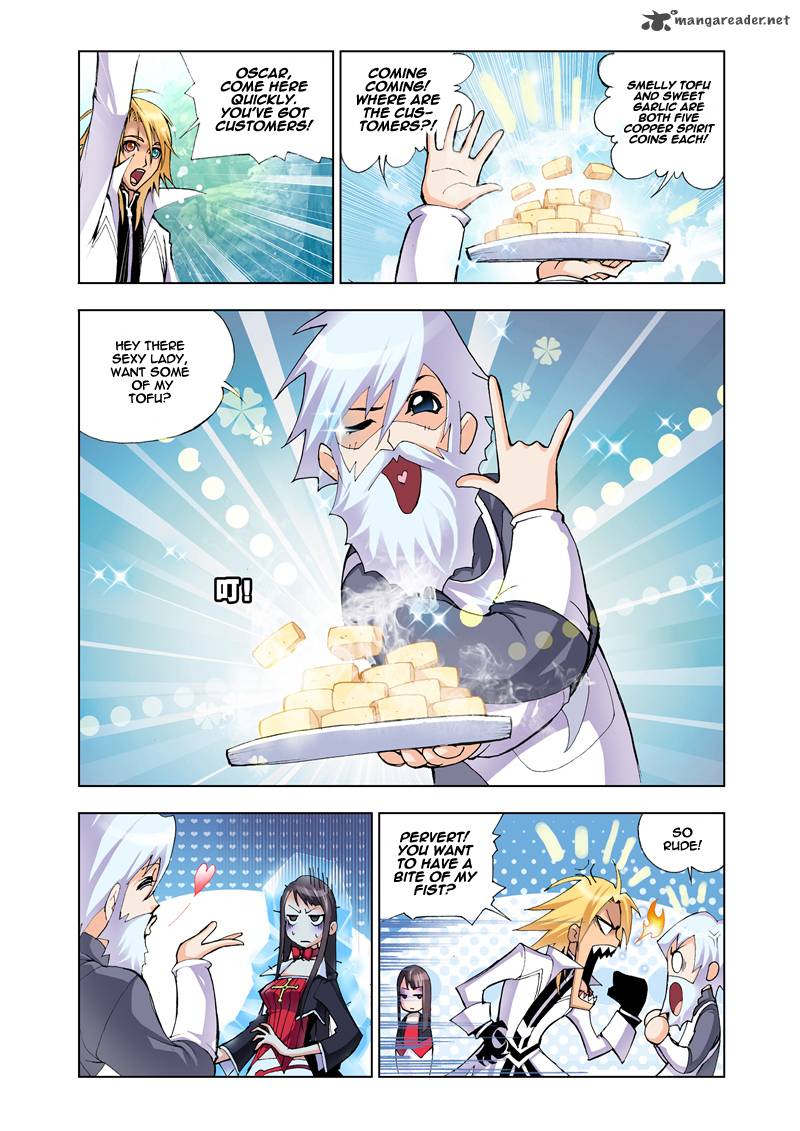 mangareader.net
OSCAR,
COME HERE
QUICKLY.
YOU'VE GOT
CUSTOMERS!
COMING
COMING!
WHERE ARE
THE CUS-
TOMERS?!
SMELLY TOFU
AND SWEET
GARLIC ARE
BOTH FIVE
COPPER SPIRIT
COINS EACH!
HEY THERE
SEXY LADY,
WANT SOME
OF MY
TOFU?
叮!
PERVERT!
YOU WANT
TO HAVE A
BITE OF MY
FIST?
SO
RUDE!